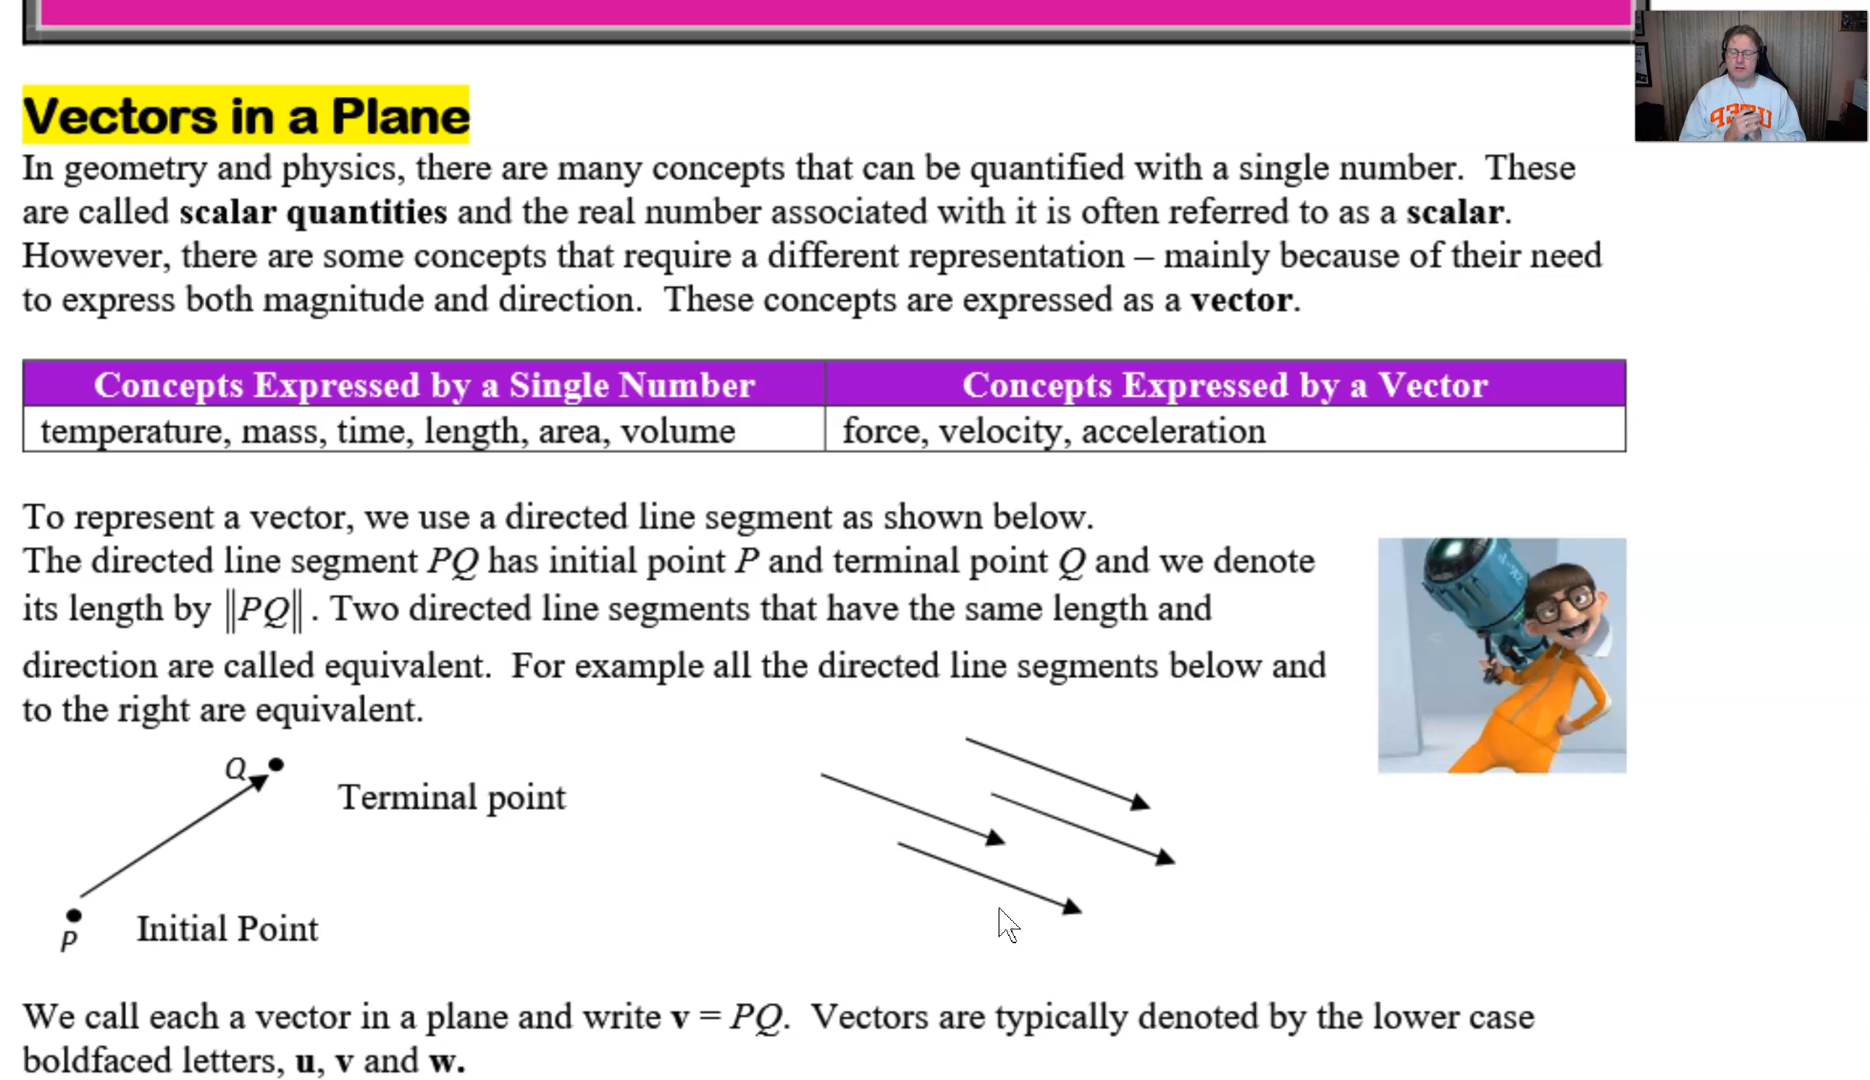 Vectors in a Plane
In geometry and physics, there are many concepts that can be quantified with a single number. These
are called scalar quantities and the real number associated with it is often referred to as a scalar.
However, there are some concepts that require a different representation – mainly because of their need
to express both magnitude and direction. These concepts are expressed as a vector.
Concepts Expressed by a Single Number
Concepts Expressed by a Vector
temperature, mass, time, length, area, volume
force, velocity, acceleration
To represent a vector, we use a directed line segment as shown below.
The directed line segment PQ has initial point P and terminal point Q and we denote
its length by ‖PQ‖. Two directed line segments that have the same length and
direction are called equivalent. For example all the directed line segments below and
to the right are equivalent.
Q
Terminal point
P
Initial Point
We call each a vector in a plane and write v = PQ. Vectors are typically denoted by the lower case
boldfaced letters, u, v and w.